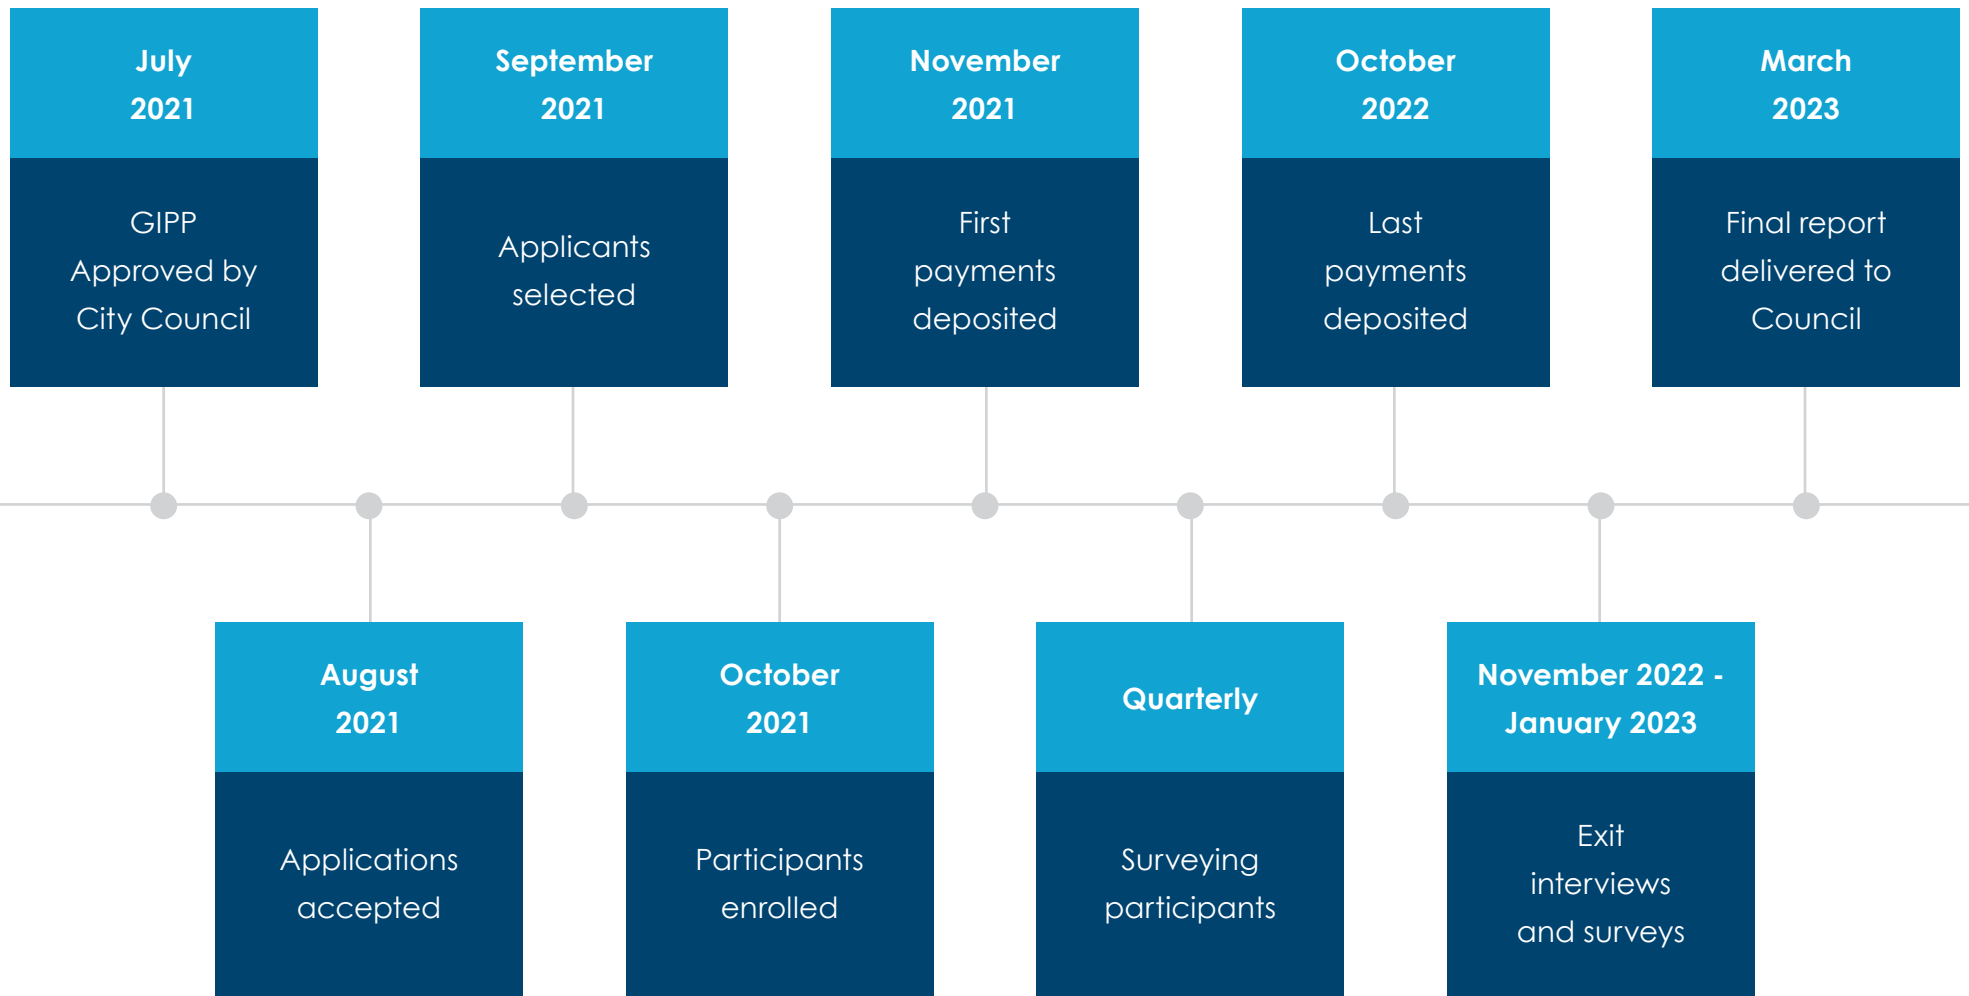 July
2021
GIPP
Approved by
City Council
August
2021
Applications
accepted
September
2021
Applicants
selected
October
2021
Participants
enrolled
November
2021
First
payments
deposited
Quarterly
Surveying
participants
October
2022
Last
payments
deposited
November 2022 -
January 2023
Exit
interviews
and surveys
March
2023
Final report
delivered to
Council